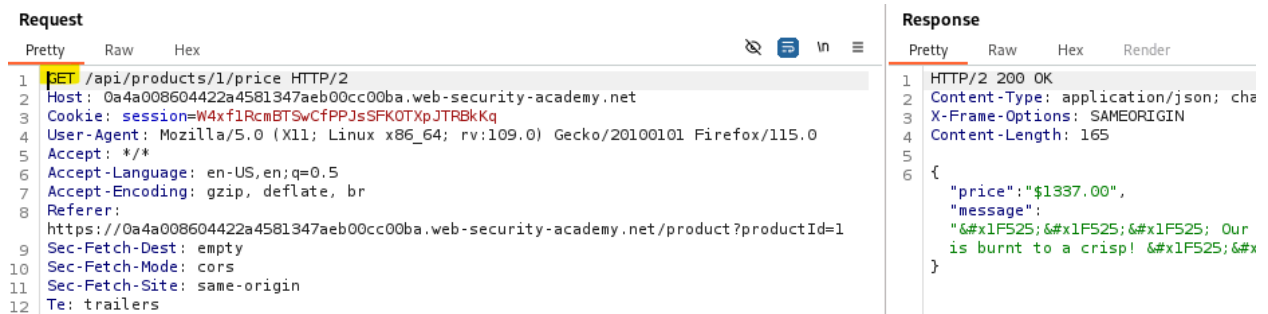 Request
Pretty Raw Hex \n
1 GET /api/products/1/price HTTP/2
2 Host: 0a4a008604422a4581347aeb00cc00ba.web-security-academy.net
3 Cookie: session=W4xflRcmBTSwCfPPJsSFKOTXpJTRBkKq
4 User-Agent: Mozilla/5.0 (X11; Linux x86_64; rv:109.0) Gecko/20100101 Firefox/115.0
5 Accept: */*
6 Accept-Language: en-US,en;q=0.5
7 Accept-Encoding: gzip, deflate, br
8 Referer:
https://0a4a008604422a4581347aeb00cc00ba.web-security-academy.net/product?productId=1
9 Sec-Fetch-Dest: empty
10 Sec-Fetch-Mode: cors
11 Sec-Fetch-Site: same-origin
12 Te: trailers
Response
Pretty Raw Hex Render
1 HTTP/2 200 OK
2 Content-Type: application/json; cha
3 X-Frame-Options: SAMEORIGIN
4 Content-Length: 165
5
6 {
"price":"$1337.00",
"message":
"&#x1F525;&#x1F525;&#x1F525; Our
is burnt to a crisp! &#x1F525;&#x
}